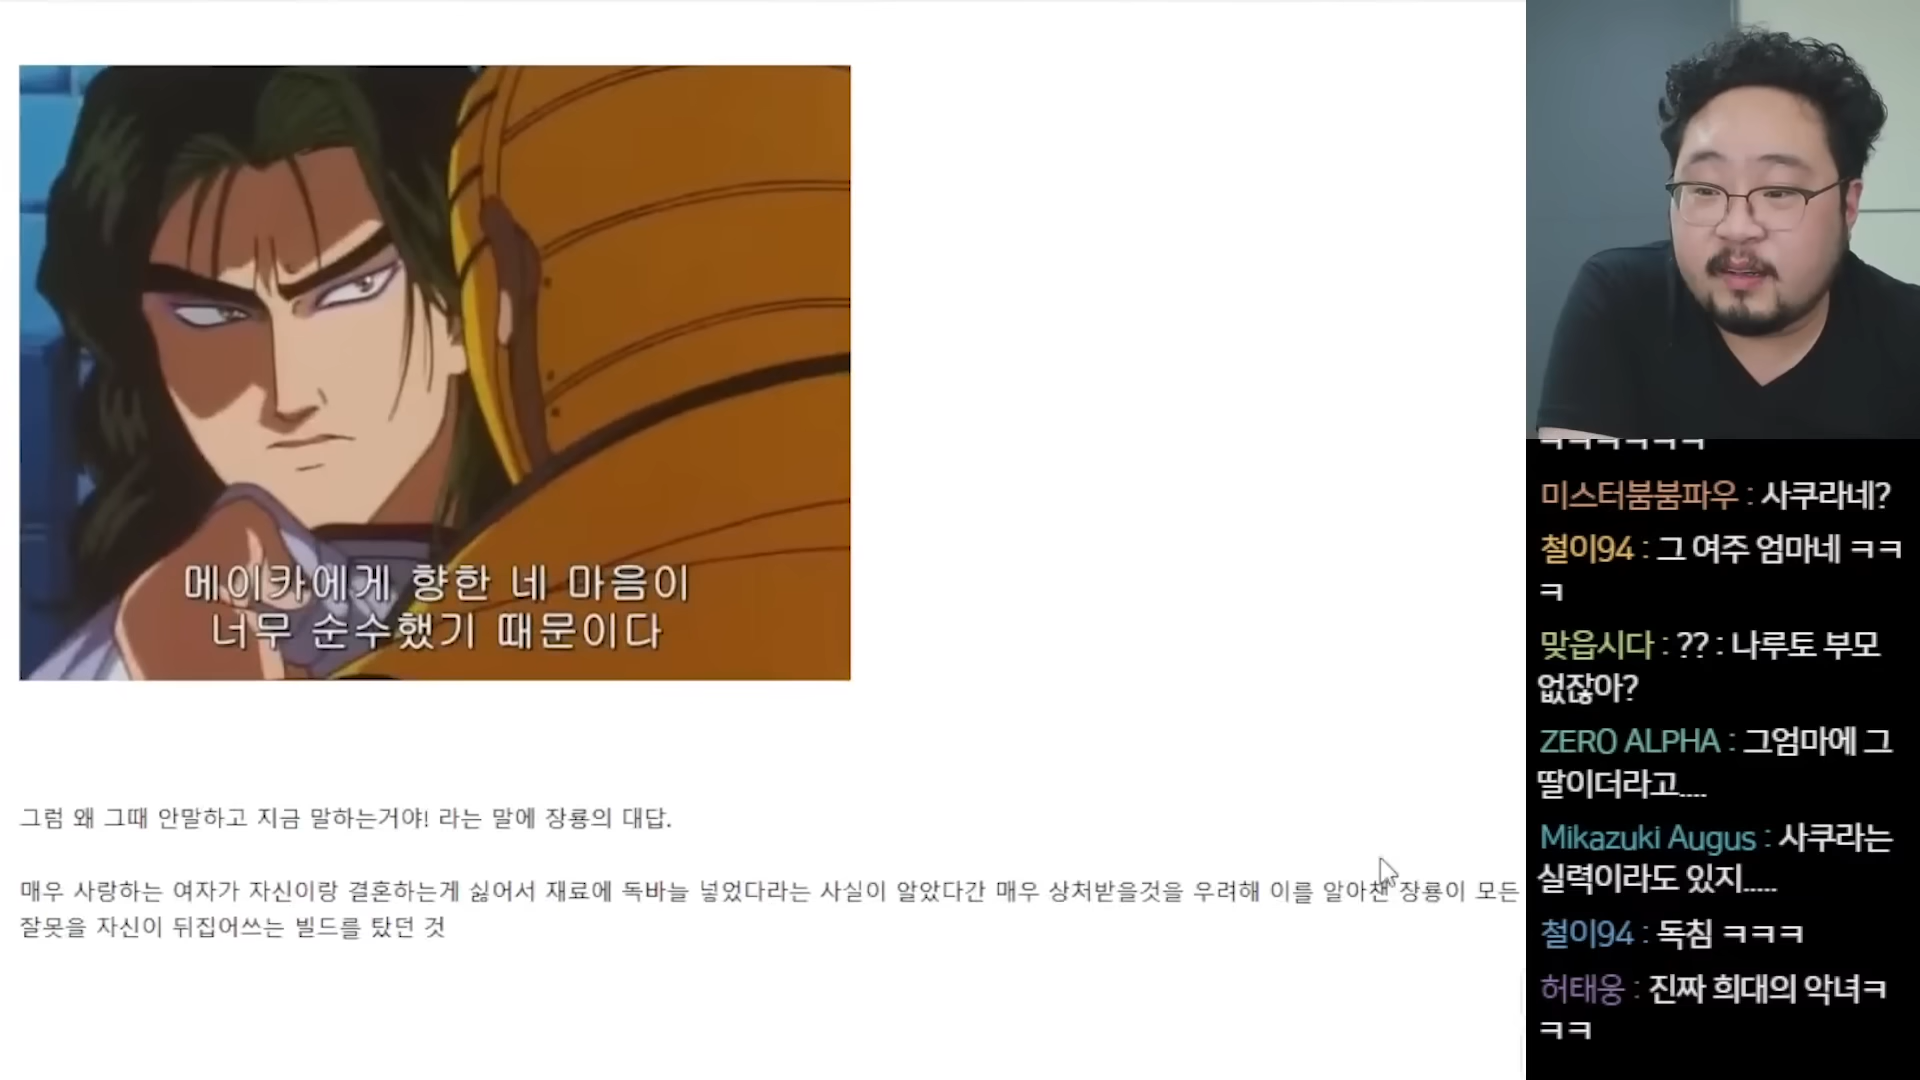 메이카에게 향한 네 마음이
너무 순수했기 때문이다
그럼 왜 그때 안말하고 지금 말하는거야! 라는 말에 장룡의 대답.
매우 사랑하는 여자가 자신이랑 결혼하는게 싫어서 재료에 독바늘 넣었다라는 사실이 알았다간 매우 상처받을것을 우려해 이를 알아챈 장룡이 모든
잘못을 자신이 뒤집어쓰는 빌드를 탔던 것
ㅋㅋㅋㅋㅋㅋ
미스터붐붐파우 : 사쿠라네?
철이94 : 그 여주 엄마네 ㅋㅋ
ㅋ
맞읍시다 : ?? : 나루토 부모
없잖아?
ZERO ALPHA : 그엄마에 그
딸이더라고....
Mikazuki Augus : 사쿠라는
실력이라도 있지.....
철이94 : 독침 ㅋㅋㅋ
허태웅 : 진짜 희대의 악녀ㅋ
ㅋㅋ